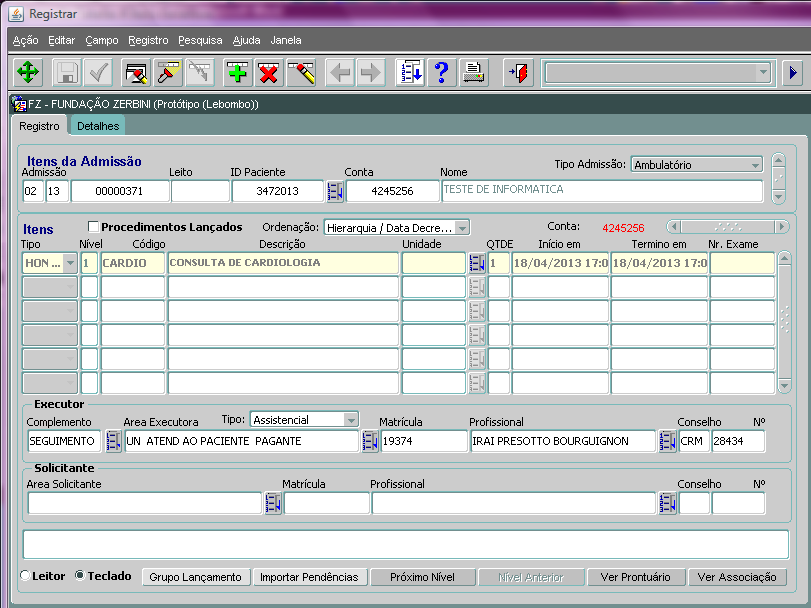 Registrar
Ação Editar Campo Registro Pesquisa Ajuda Janela
FZ - FUNDAÇÃO ZERBINI (Protótipo (Lebombo))
Registro Detalhes
Itens da Admissão
Tipo Admissão: Ambulatório
Admissão Leito ID Paciente Conta Nome
02 13 00000371 3472013 4245256 TESTE DE INFORMATICA
Itens Procedimentos Lançados Ordenação: Hierarquia / Data Decre... Conta: 4245256
Tipo Nível Código Descrição Unidade QTDE Início em Termino em Nr. Exame
HON ... 1 CARDIO CONSULTA DE CARDIOLOGIA 1 18/04/2013 17:0 18/04/2013 17:0
Executor
Complemento Area Executora Tipo: Assistencial Matrícula Profissional Conselho Nº
SEGUIMENTO UN ATEND AO PACIENTE PAGANTE 19374 IRAI PRESOTTO BOURGUIGNON CRM 28434
Solicitante
Area Solicitante Matrícula Profissional Conselho Nº
Leitor Teclado Grupo Lançamento Importar Pendências Próximo Nível Nível Anterior Ver Prontuário Ver Associação